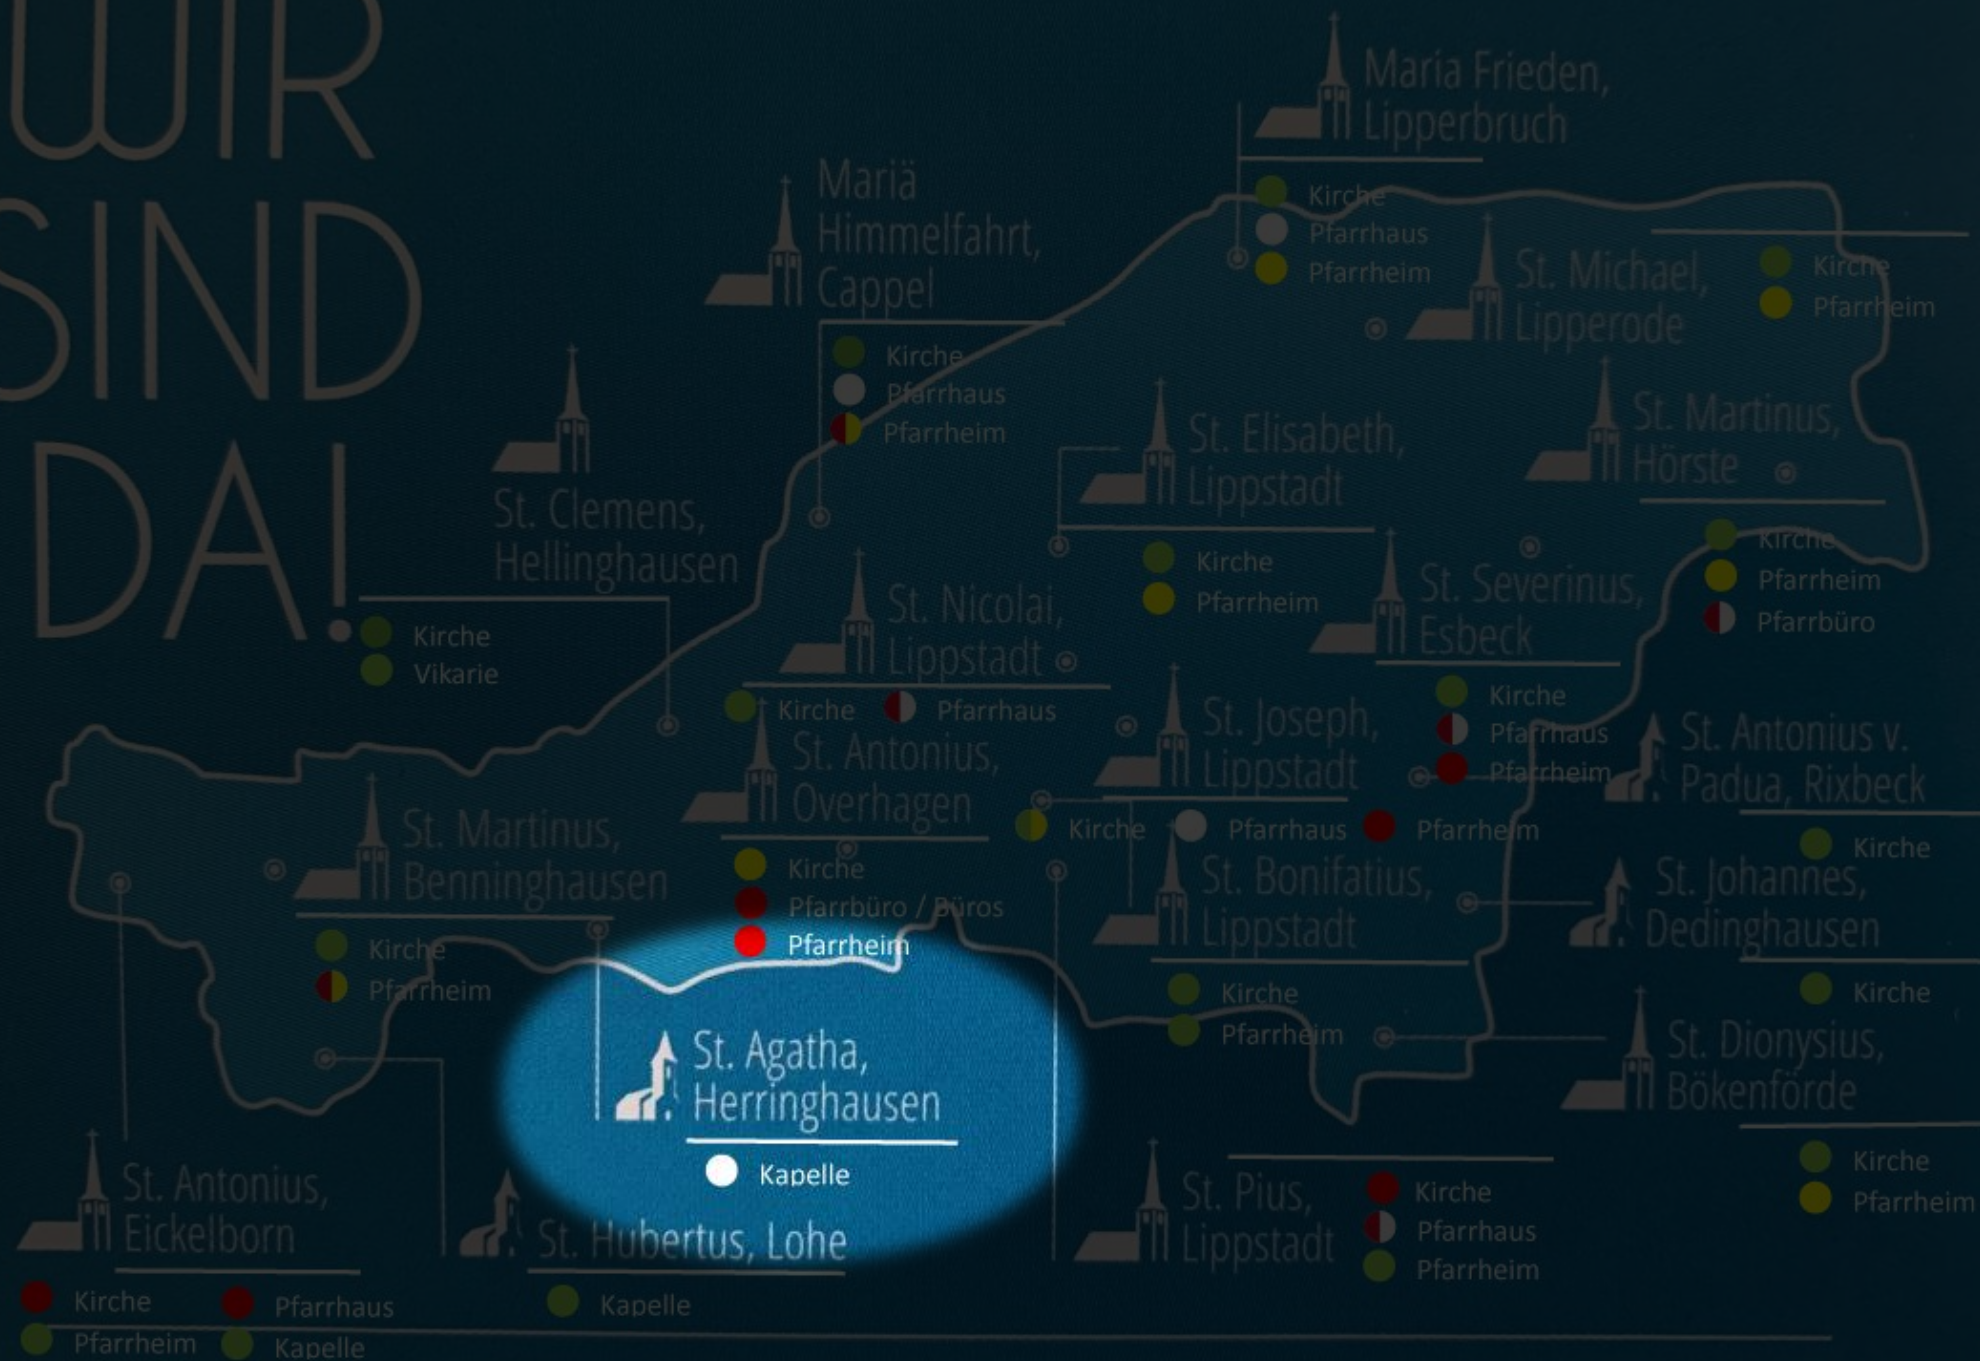 WIR
SIND
DA!
Maria Frieden,
Lipperbruch
Kirche
Pfarrhaus
Pfarrheim
Mariä
Himmelfahrt,
Cappel
Kirche
Pfarrhaus
Pfarrheim
St. Michael,
Lipperode
Kirche
Pfarrheim
St. Clemens,
Hellinghausen
Kirche
Vikarie
St. Elisabeth,
Lippstadt
Kirche
Pfarrheim
St. Martinus,
Hörste
Kirche
Pfarrheim
Pfarrbüro
St. Nicolai,
Lippstadt
Kirche Pfarrhaus
St. Severinus,
Esbeck
Kirche
Pfarrhaus
Pfarrheim
St. Antonius,
Overhagen
Kirche
Pfarrbüro / Büros
Pfarrheim
St. Joseph,
Lippstadt
Kirche Pfarrhaus Pfarrheim
St. Antonius v.
Padua, Rixbeck
Kirche
St. Martinus,
Benninghausen
Kirche
Pfarrheim
St. Bonifatius,
Lippstadt
Kirche
Pfarrheim
St. Johannes,
Dedinghausen
Kirche
St. Agatha,
Herringhausen
Kapelle
St. Dionysius,
Bökenförde
Kirche
Pfarrheim
St. Antonius,
Eickelborn
Kirche Pfarrhaus
Pfarrheim Kapelle
St. Hubertus, Lohe
Kapelle
St. Pius,
Lippstadt
Kirche
Pfarrhaus
Pfarrheim